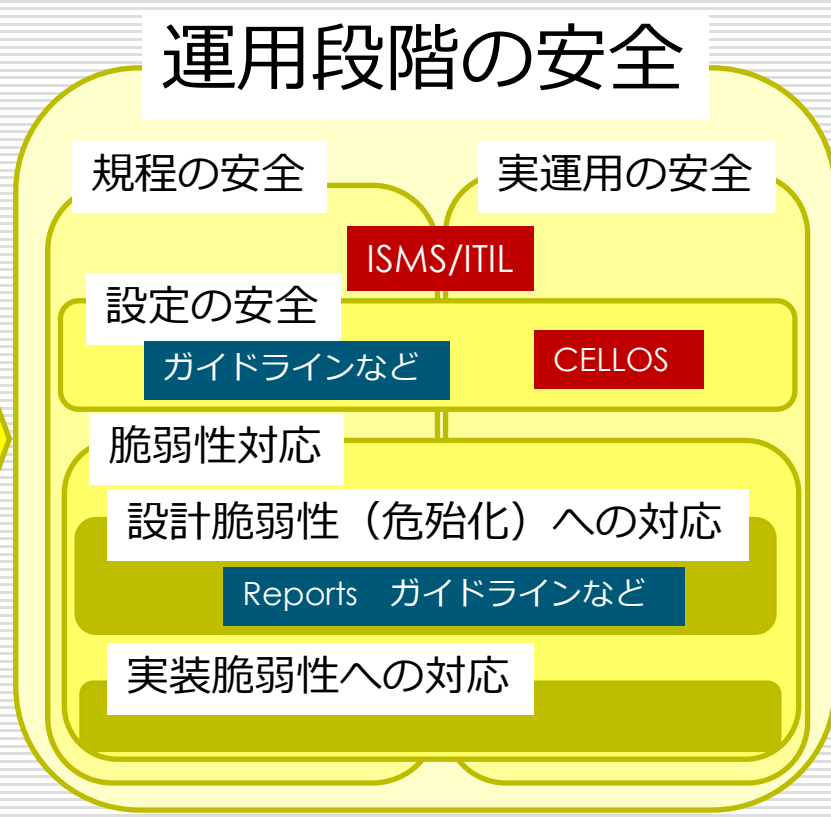 運用段階の安全
規程の安全
実運用の安全
ISMS/ITIL
設定の安全
ガイドラインなど
CELLOS
脆弱性対応
設計脆弱性（危殆化）への対応
Reports　ガイドラインなど
実装脆弱性への対応